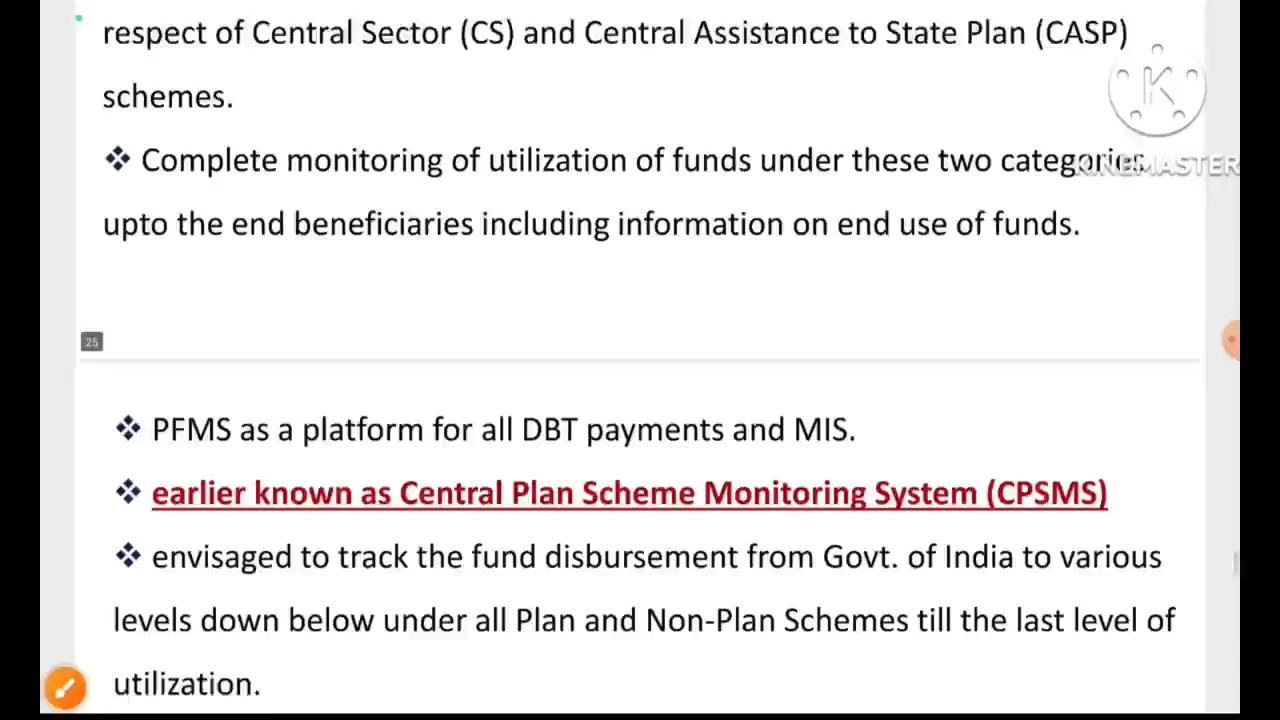 respect of Central Sector (CS) and Central Assistance to State Plan (CASP)
schemes.
❖ Complete monitoring of utilization of funds under these two categories
upto the end beneficiaries including information on end use of funds.
K
KINEMASTER
25
❖ PFMS as a platform for all DBT payments and MIS.
❖ earlier known as Central Plan Scheme Monitoring System (CPSMS)
❖ envisaged to track the fund disbursement from Govt. of India to various
levels down below under all Plan and Non-Plan Schemes till the last level of
utilization.